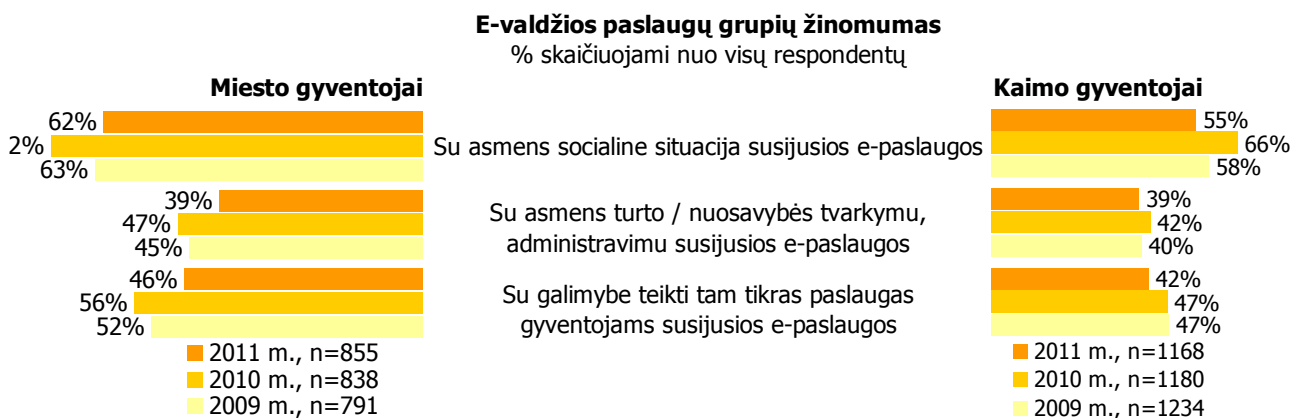 E-valdžios paslaugų grupių žinomumas
% skaičiuojami nuo visų respondentų
Miesto gyventojai
Kaimo gyventojai
62%
2%
63%
Su asmens socialine situacija susijusios e-paslaugos
55%
66%
58%
39%
47%
45%
Su asmens turto / nuosavybės tvarkymu,
administravimu susijusios e-paslaugos
39%
42%
40%
46%
56%
52%
Su galimybe teikti tam tikras paslaugas
gyventojams susijusios e-paslaugos
42%
47%
47%
2011 m., n=855
2010 m., n=838
2009 m., n=791
2011 m., n=1168
2010 m., n=1180
2009 m., n=1234